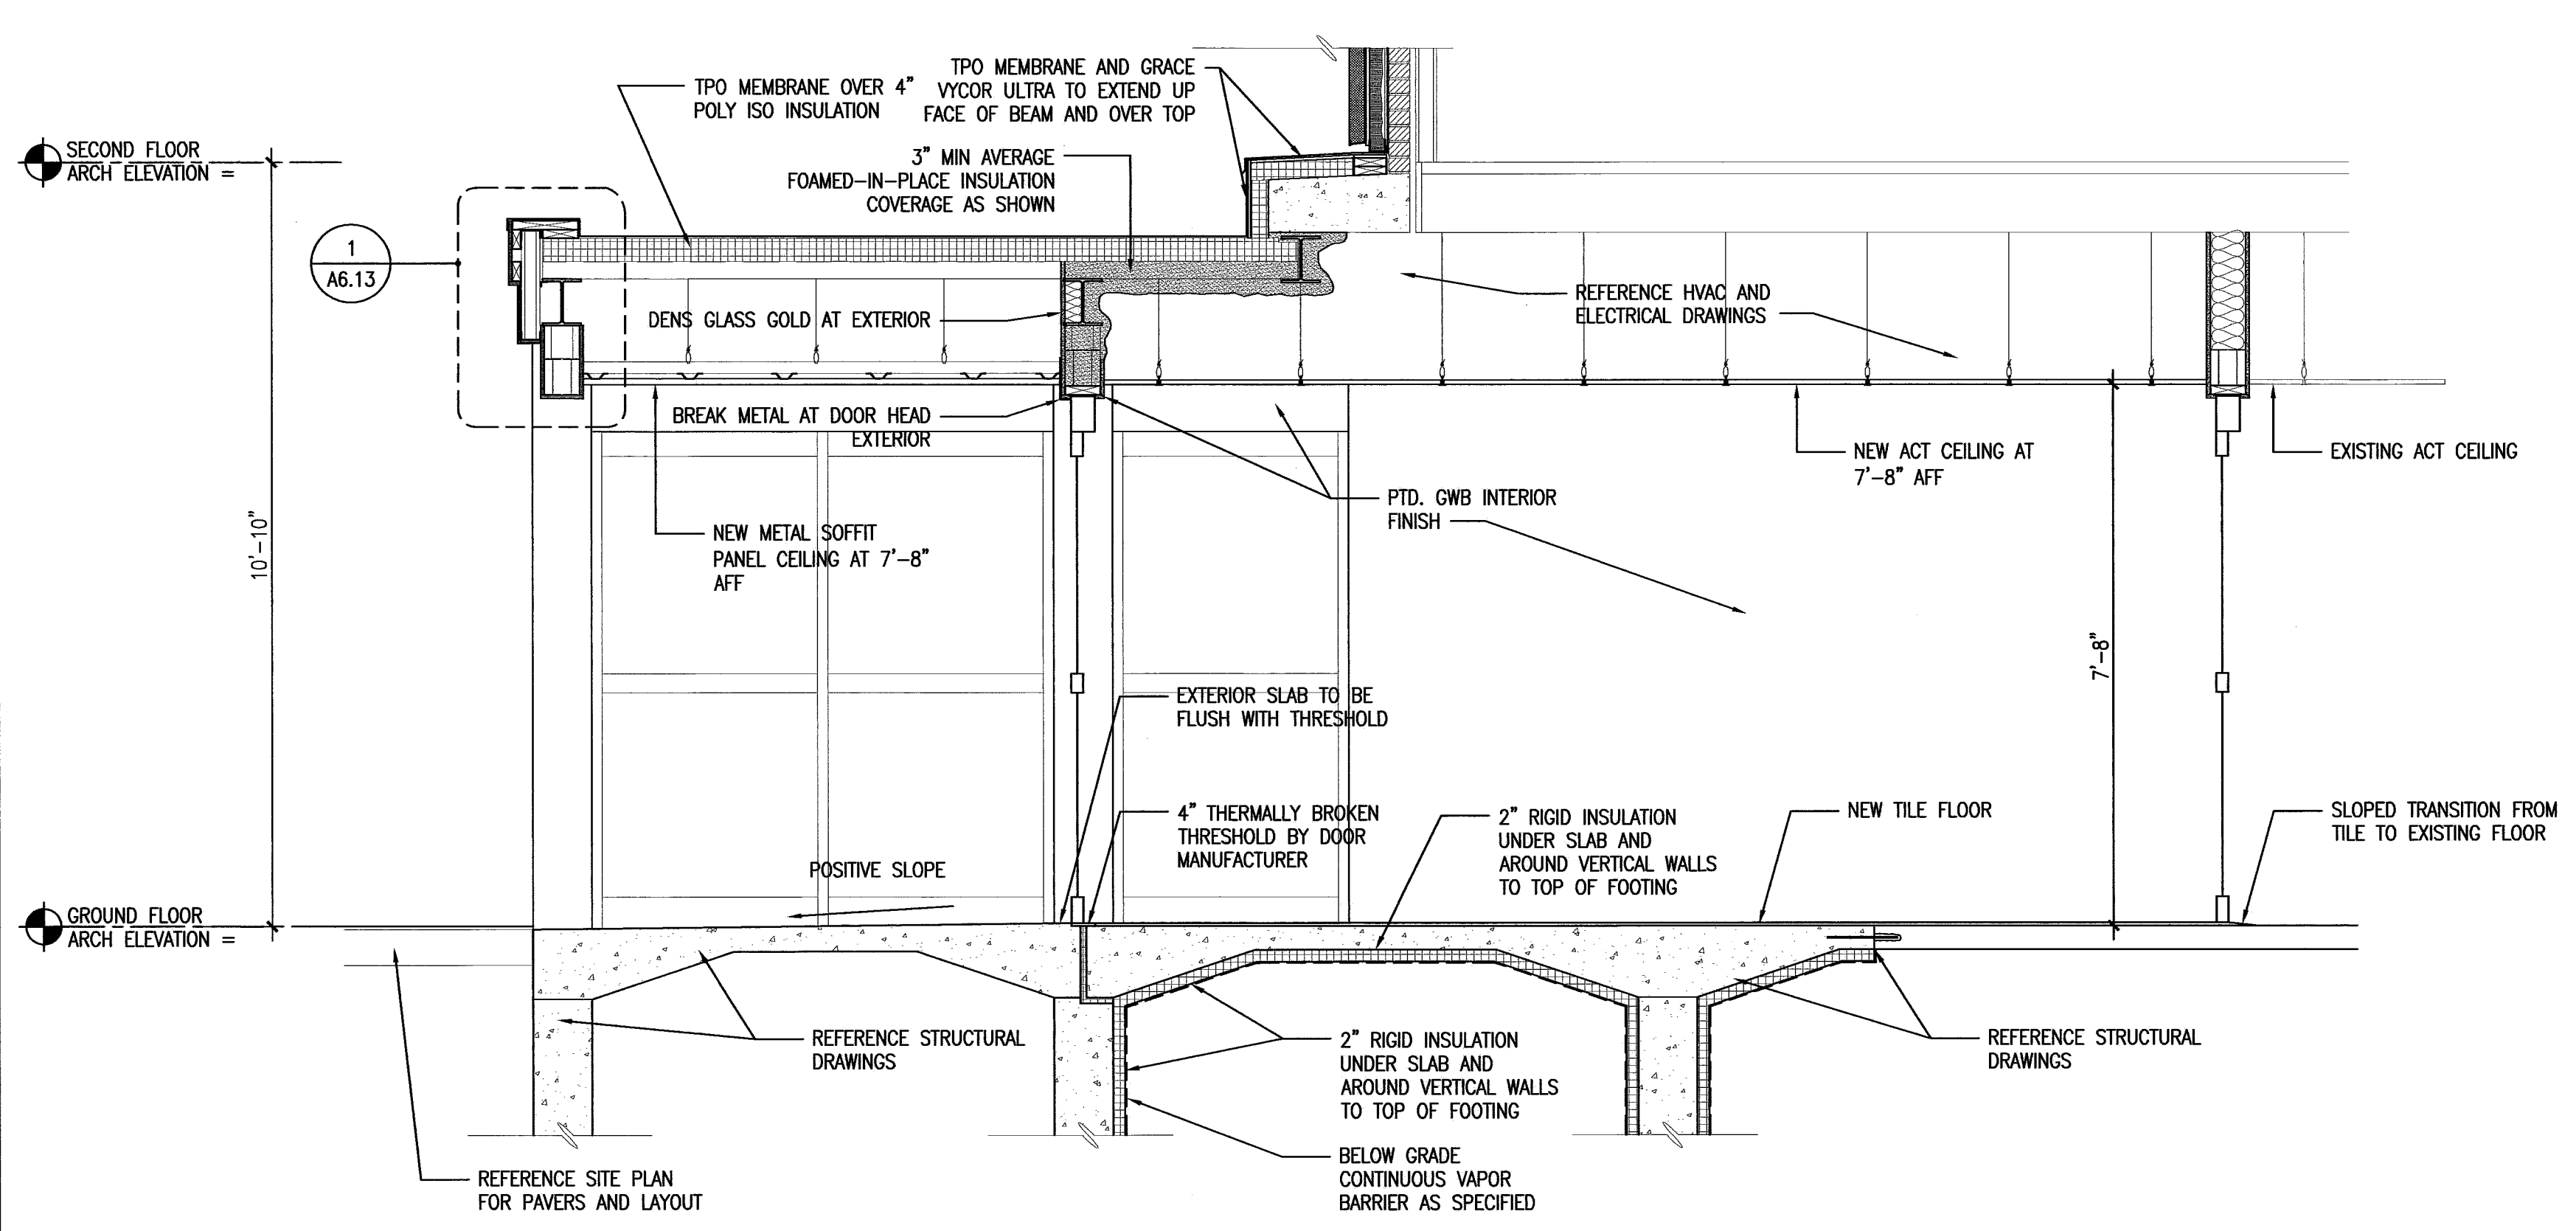 TPO MEMBRANE OVER 4"
POLY ISO INSULATION
TPO MEMBRANE AND GRACE
VYCOR ULTRA TO EXTEND UP
FACE OF BEAM AND OVER TOP
SECOND FLOOR
ARCH ELEVATION =
3" MIN AVERAGE
FOAMED-IN-PLACE INSULATION
COVERAGE AS SHOWN
1
A6.13
DENS GLASS GOLD AT EXTERIOR
REFERENCE HVAC AND
ELECTRICAL DRAWINGS
BREAK METAL AT DOOR HEAD
EXTERIOR
NEW ACT CEILING AT
7'-8" AFF
EXISTING ACT CEILING
PTD. GWB INTERIOR
FINISH
NEW METAL SOFFIT
PANEL CEILING AT 7'-8"
AFF
10'-10"
7'-8"
EXTERIOR SLAB TO BE
FLUSH WITH THRESHOLD
4" THERMALLY BROKEN
THRESHOLD BY DOOR
MANUFACTURER
2" RIGID INSULATION
UNDER SLAB AND
AROUND VERTICAL WALLS
TO TOP OF FOOTING
NEW TILE FLOOR
SLOPED TRANSITION FROM
TILE TO EXISTING FLOOR
POSITIVE SLOPE
GROUND FLOOR
ARCH ELEVATION =
REFERENCE STRUCTURAL
DRAWINGS
2" RIGID INSULATION
UNDER SLAB AND
AROUND VERTICAL WALLS
TO TOP OF FOOTING
REFERENCE STRUCTURAL
DRAWINGS
BELOW GRADE
CONTINUOUS VAPOR
BARRIER AS SPECIFIED
REFERENCE SITE PLAN
FOR PAVERS AND LAYOUT